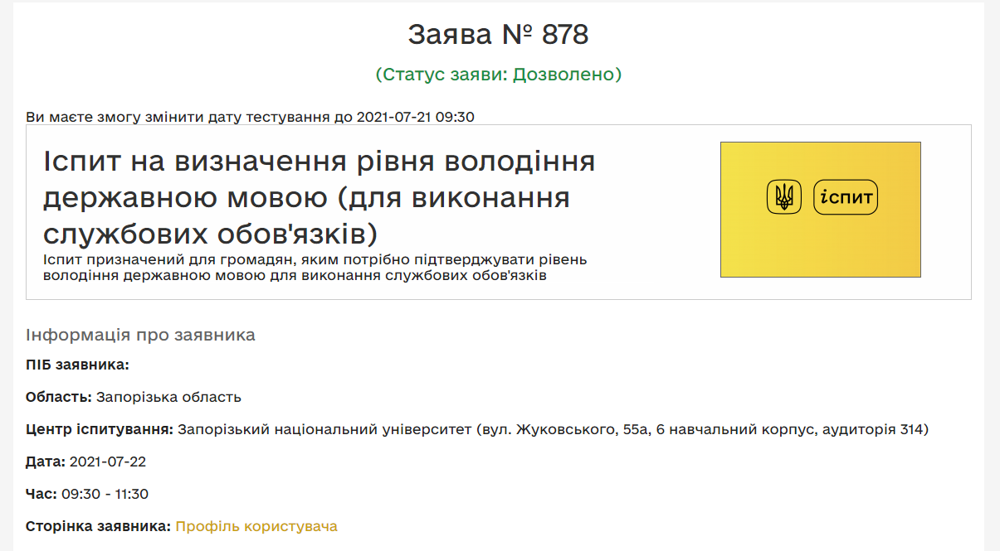 Заява № 878
(Статус заяви: Дозволено)
Ви маєте змогу змінити дату тестування до 2021-07-21 09:30
Іспит на визначення рівня володіння
державною мовою (для виконання
службових обов'язків)
Іспит призначений для громадян, яким потрібно підтверджувати рівень
володіння державною мовою для виконання службових обов'язків
іспит
Інформація про заявника
ПІБ заявника:
Область: Запорізька область
Центр іспитування: Запорізький національний університет (вул. Жуковського, 55а, 6 навчальний корпус, аудиторія 314)
Дата: 2021-07-22
Час: 09:30 - 11:30
Сторінка заявника: Профіль користувача